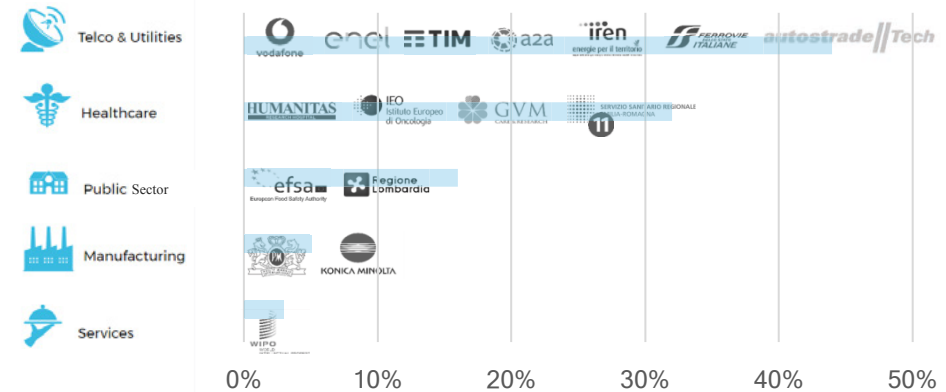 Telco & Utilities
vodafone
enel
TIM
a2a
iren
energie per il territorio
FERROVIE
ITALIANE
autostrade//Tech
Healthcare
HUMANITAS
RESEARCH HOSPITAL
IEO
Istituto Europeo
di Oncologia
GVM
CARE & RESEARCH
SERVIZIO SANITARIO REGIONALE
EMILIA-ROMAGNA
11
Public Sector
efsa
European Food Safety Authority
Regione
Lombardia
Manufacturing
PM
KONICA MINOLTA
Services
WIPO
0% 10% 20% 30% 40% 50%